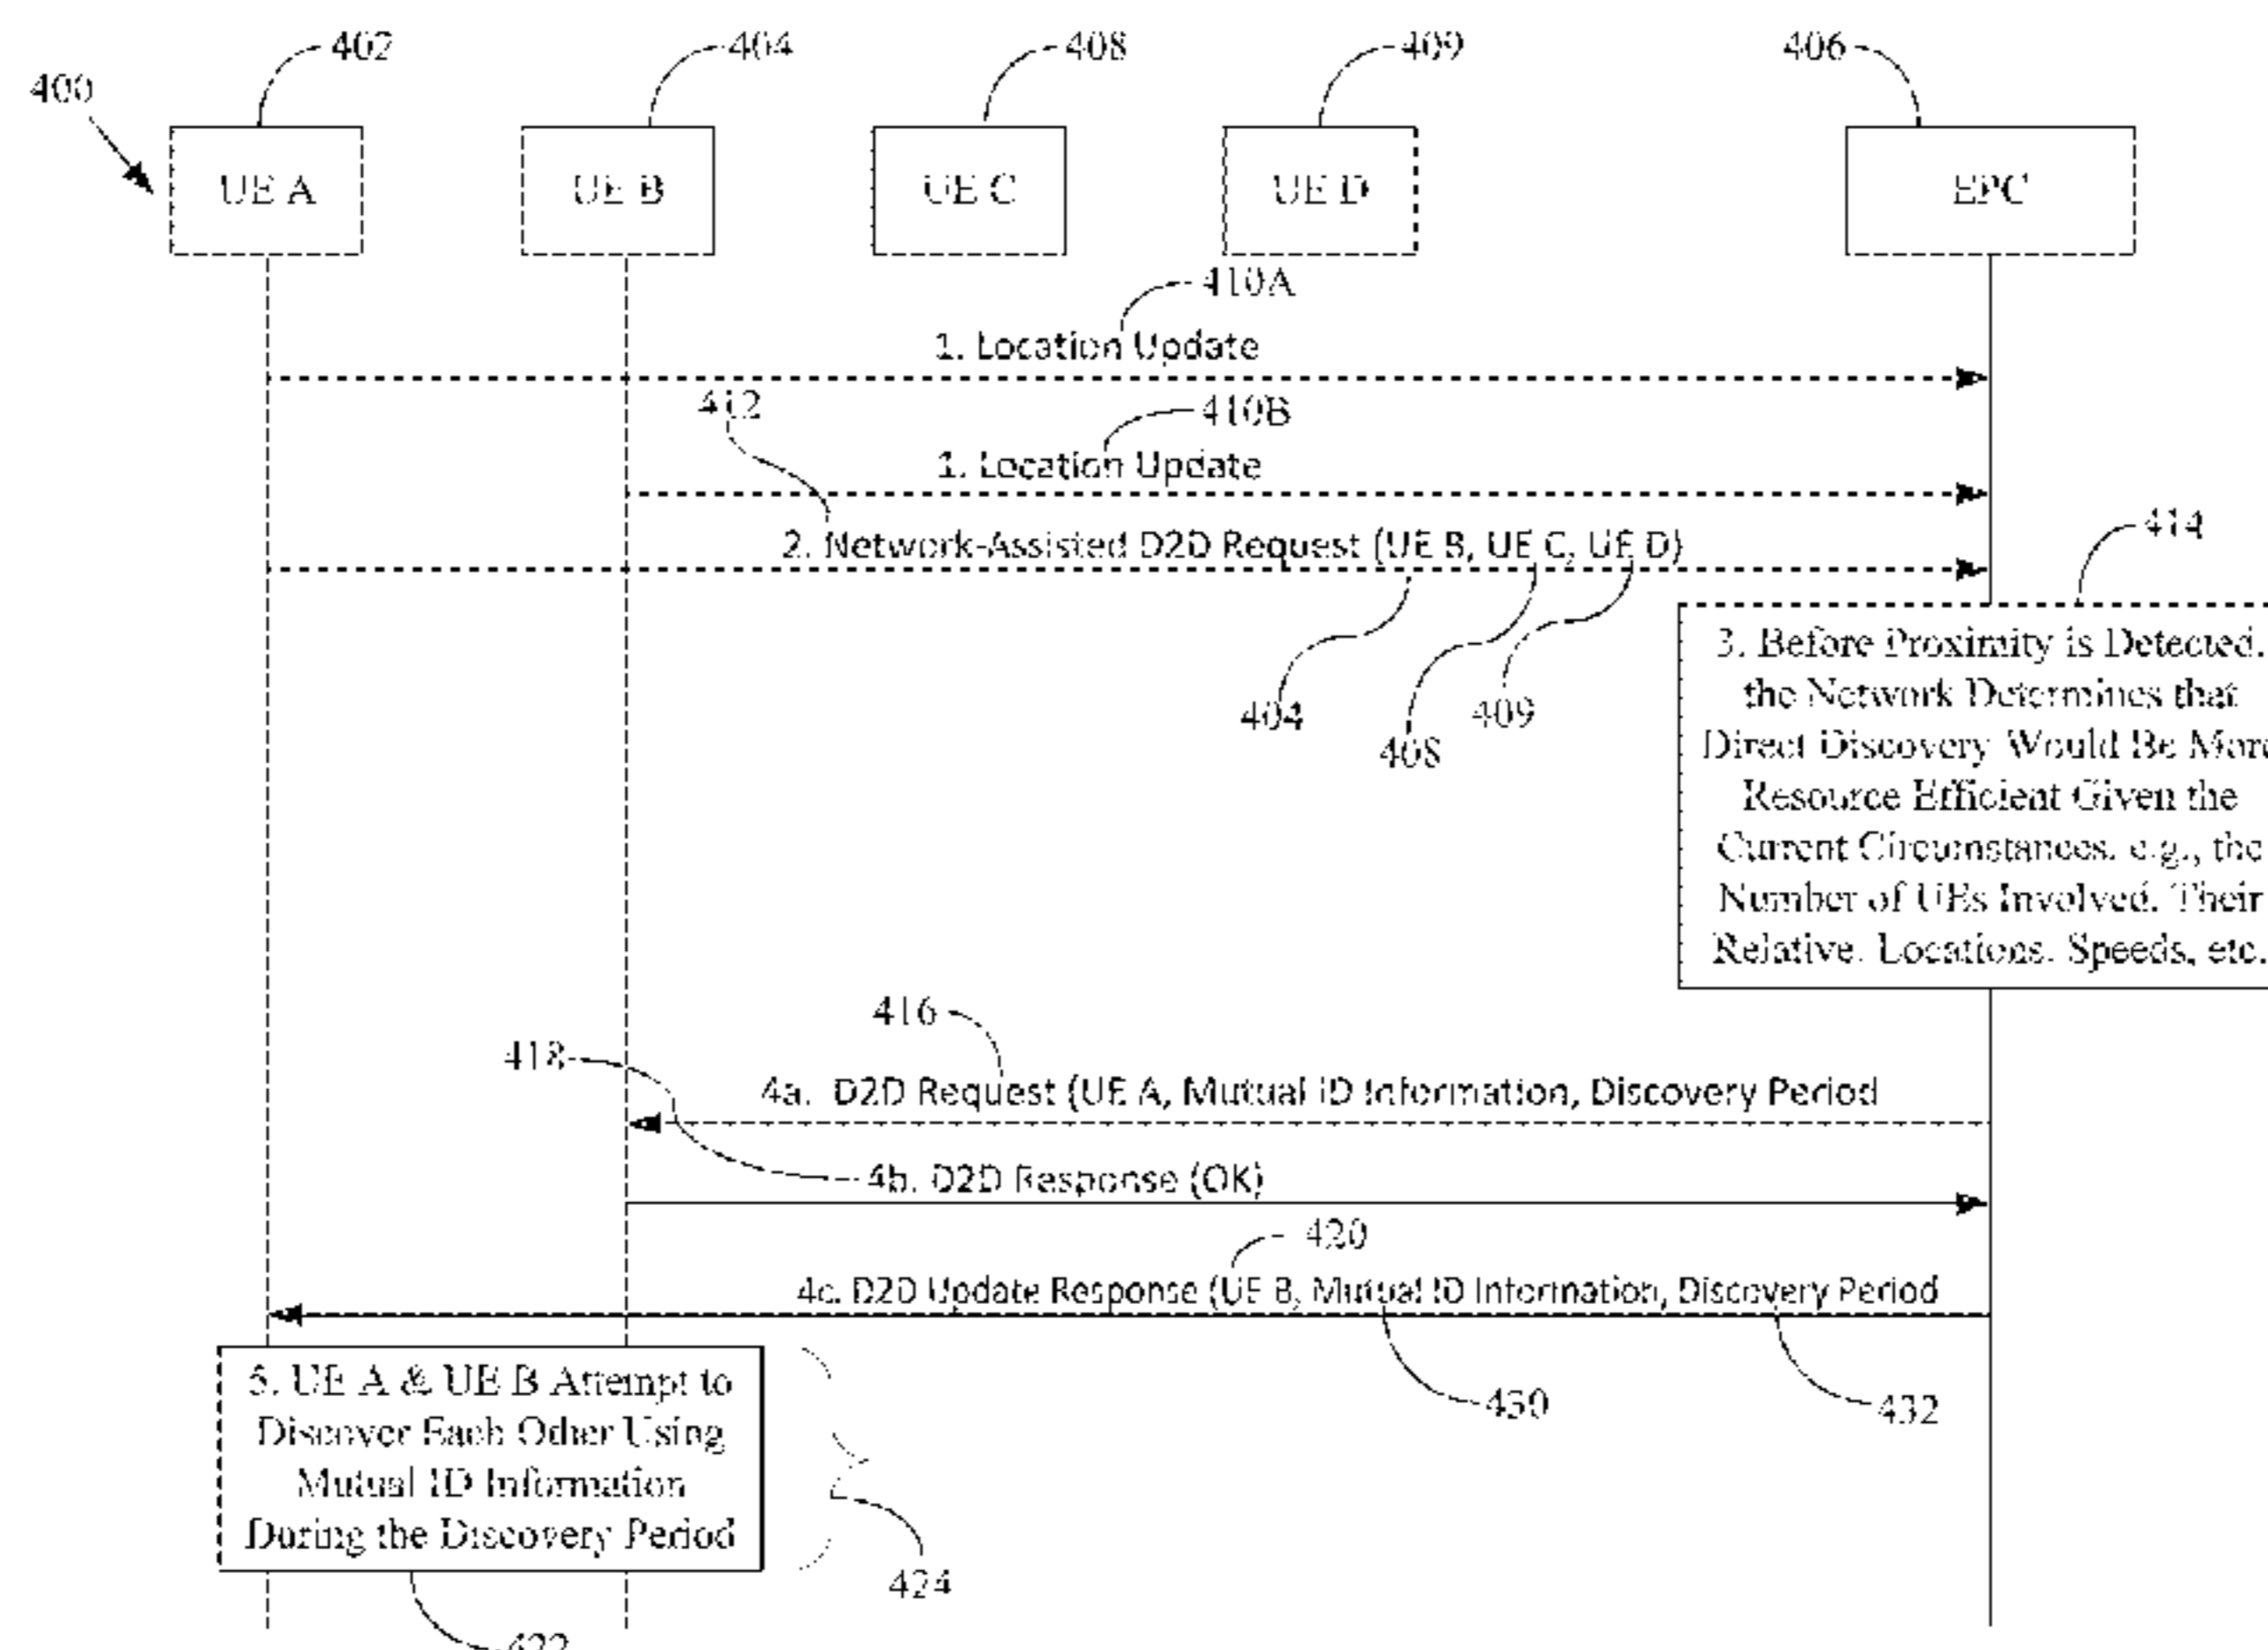 402
404
408
409
406
400
UE A
UE B
UE C
UE D
EPC
410A
1. Location Update
412
410B
1. Location Update
414
2. Network-Assisted D2D Request (UE B, UE C, UE D)
3. Before Proximity is Detected,
the Network Determines that
Direct Discovery Would Be More
Resource Efficient Given the
Current Circumstances, e.g., the
Number of UEs Involved, Their
Relative. Locations. Speeds, etc.
404
408
409
416
418
4a. D2D Request (UE A, Mutual ID Information, Discovery Period
4b. D2D Response (OK)
420
4c. D2D Update Response (UE B, Mutual ID Information, Discovery Period
430
432
5. UE A & UE B Attempt to
Discover Each Other Using
Mutual ID Information
During the Discovery Period
424
422